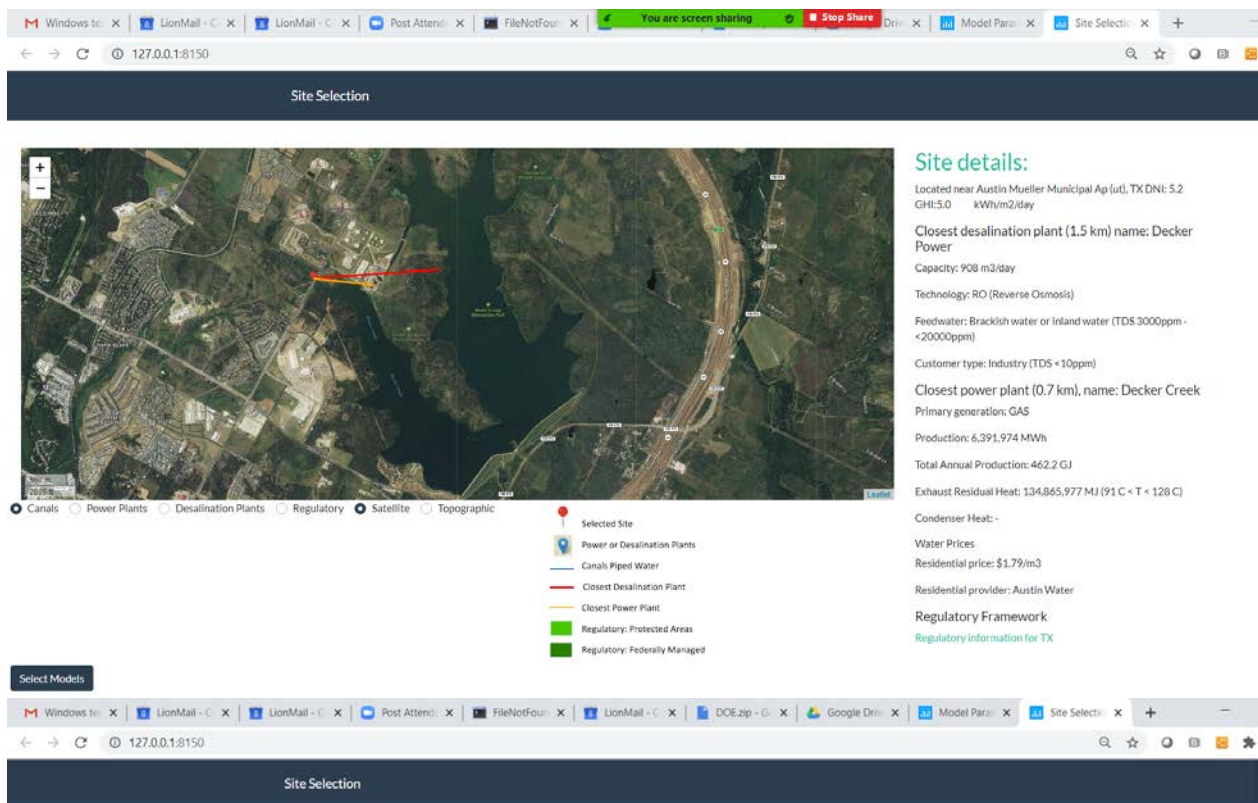 Windows te
LionMail - C
LionMail - C
Post Attende
FileNotFoun
You are screen sharing
Stop Share
Driv
Model Para
Site Selectio
127.0.0.1:8150
Site Selection
+
−
Leaflet
Canals Power Plants Desalination Plants Regulatory Satellite Topographic
Selected Site
Power or Desalination Plants
Canals Piped Water
Closest Desalination Plant
Closest Power Plant
Regulatory: Protected Areas
Regulatory: Federally Managed
Site details:
Located near Austin Mueller Municipal Ap (ut), TX DNI: 5.2
GHI:5.0 kWh/m2/day
Closest desalination plant (1.5 km) name: Decker
Power
Capacity: 908 m3/day
Technology: RO (Reverse Osmosis)
Feedwater: Brackish water or inland water (TDS 3000ppm -
<20000ppm)
Customer type: Industry (TDS <10ppm)
Closest power plant (0.7 km), name: Decker Creek
Primary generation: GAS
Production: 6,391,974 MWh
Total Annual Production: 462.2 GJ
Exhaust Residual Heat: 134,865,977 MJ (91 C < T < 128 C)
Condenser Heat: -
Water Prices
Residential price: $1.79/m3
Residential provider: Austin Water
Regulatory Framework
Regulatory information for TX
Select Models
Windows te
LionMail - C
LionMail - C
Post Attend
FileNotFoun
LionMail - C
DOE.zip - G
Google Driv
Model Para
Site Selectio
127.0.0.1:8150
Site Selection